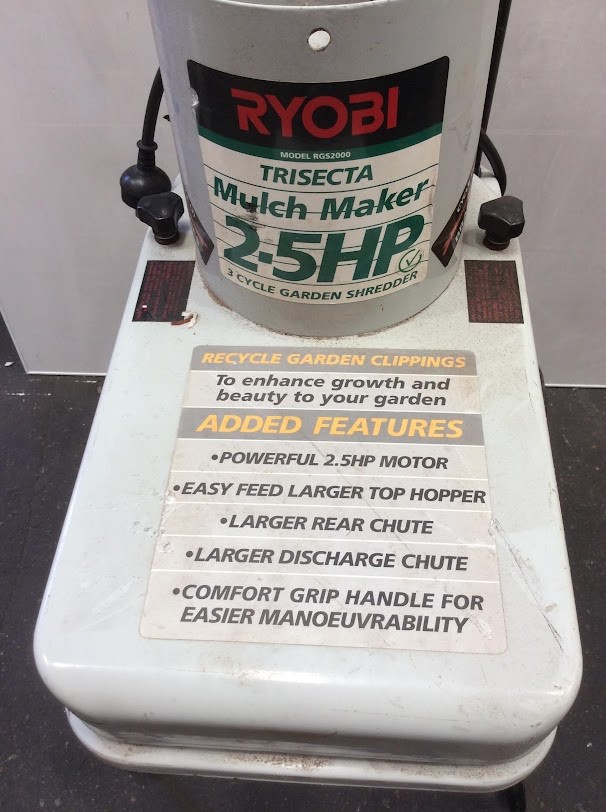 RYOBI
MODEL RGS2000
TRISECTA
Mulch Maker
2·5HP
3 CYCLE GARDEN SHREDDER
RECYCLE GARDEN CLIPPINGS
To enhance growth and
beauty to your garden
ADDED FEATURES
•POWERFUL 2.5HP MOTOR
•EASY FEED LARGER TOP HOPPER
•LARGER REAR CHUTE
•LARGER DISCHARGE CHUTE
•COMFORT GRIP HANDLE FOR
EASIER MANOEUVRABILITY